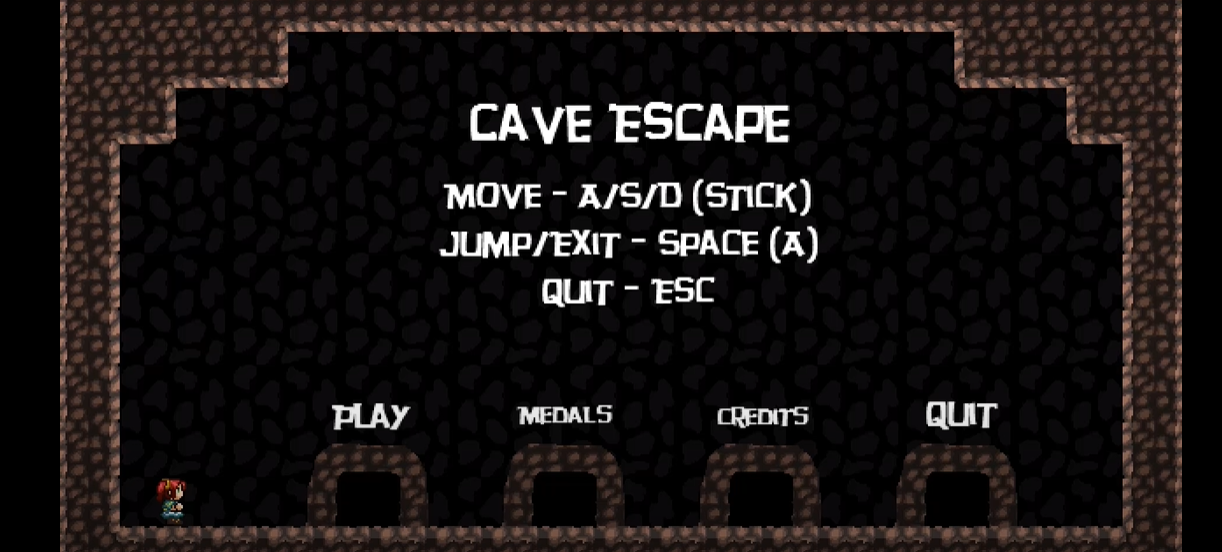 CAVE ESCAPE
MOVE - A/S/D (STICK)
JUMP/EXIT - SPACE (A)
QUIT - ESC
PLAY MEDALS CREDITS QUIT